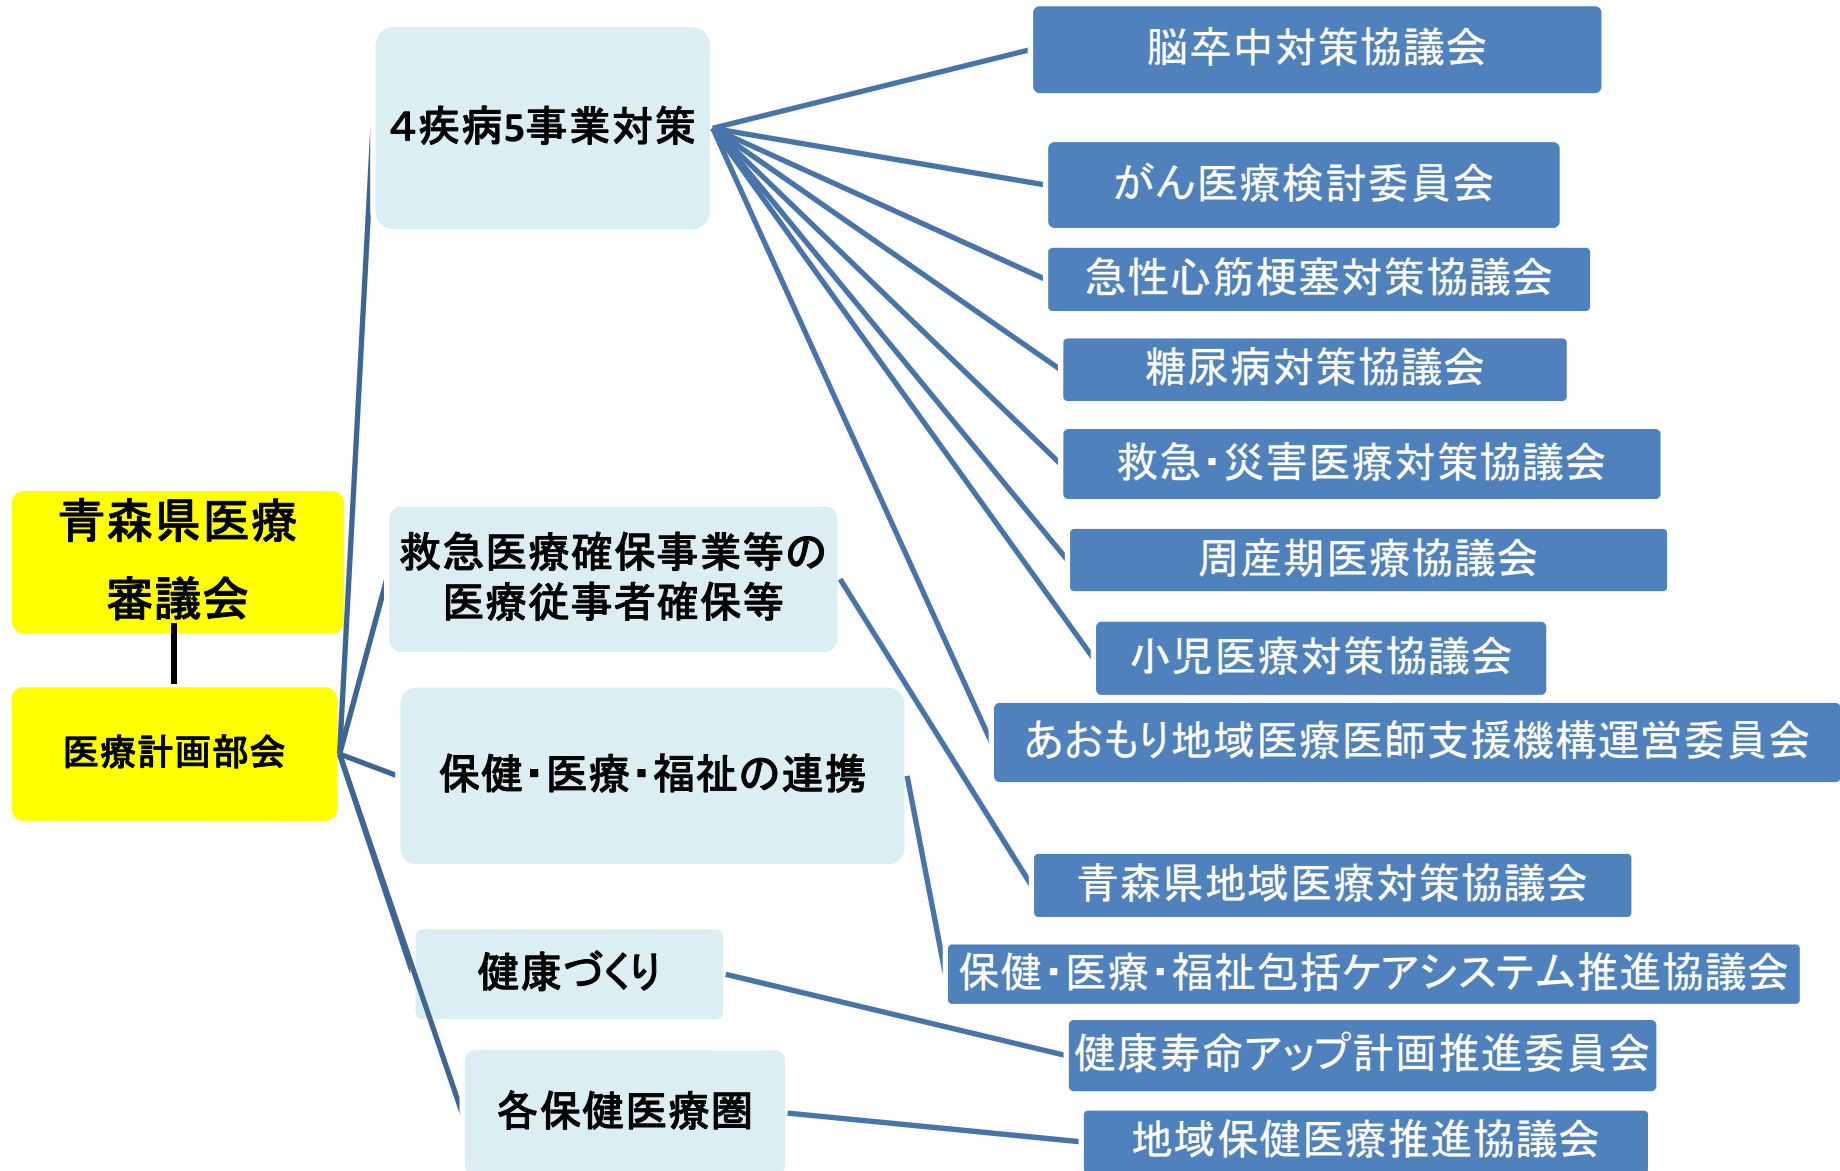 青森県医療
審議会
医療計画部会
４疾病5事業対策
救急医療確保事業等の
医療従事者確保等
保健・医療・福祉の連携
健康づくり
各保健医療圏
脳卒中対策協議会
がん医療検討委員会
急性心筋梗塞対策協議会
糖尿病対策協議会
救急・災害医療対策協議会
周産期医療協議会
小児医療対策協議会
あおもり地域医療医師支援機構運営委員会
青森県地域医療対策協議会
保健・医療・福祉包括ケアシステム推進協議会
健康寿命アップ計画推進委員会
地域保健医療推進協議会